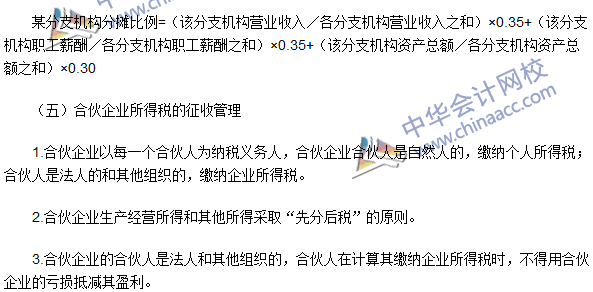 某分支机构分摊比例=（该分支机构营业收入／各分支机构营业收入之和）×0.35+（该分支
机构职工薪酬／各分支机构职工薪酬之和）×0.35+（该分支机构资产总额／各分支机构资产总
额之和）×0.30
（五）合伙企业所得税的征收管理
1.合伙企业以每一个合伙人为纳税义务人，合伙企业合伙人是自然人的，缴纳个人所得税；
合伙人是法人的和其他组织的，缴纳企业所得税。
2.合伙企业生产经营所得和其他所得采取“先分后税”的原则。
3.合伙企业的合伙人是法人和其他组织的，合伙人在计算其缴纳企业所得税时，不得用合伙
企业的亏损抵减其盈利。
中华会计网校
www.chinaacc.com
中华会计网校
www.chinaacc.com